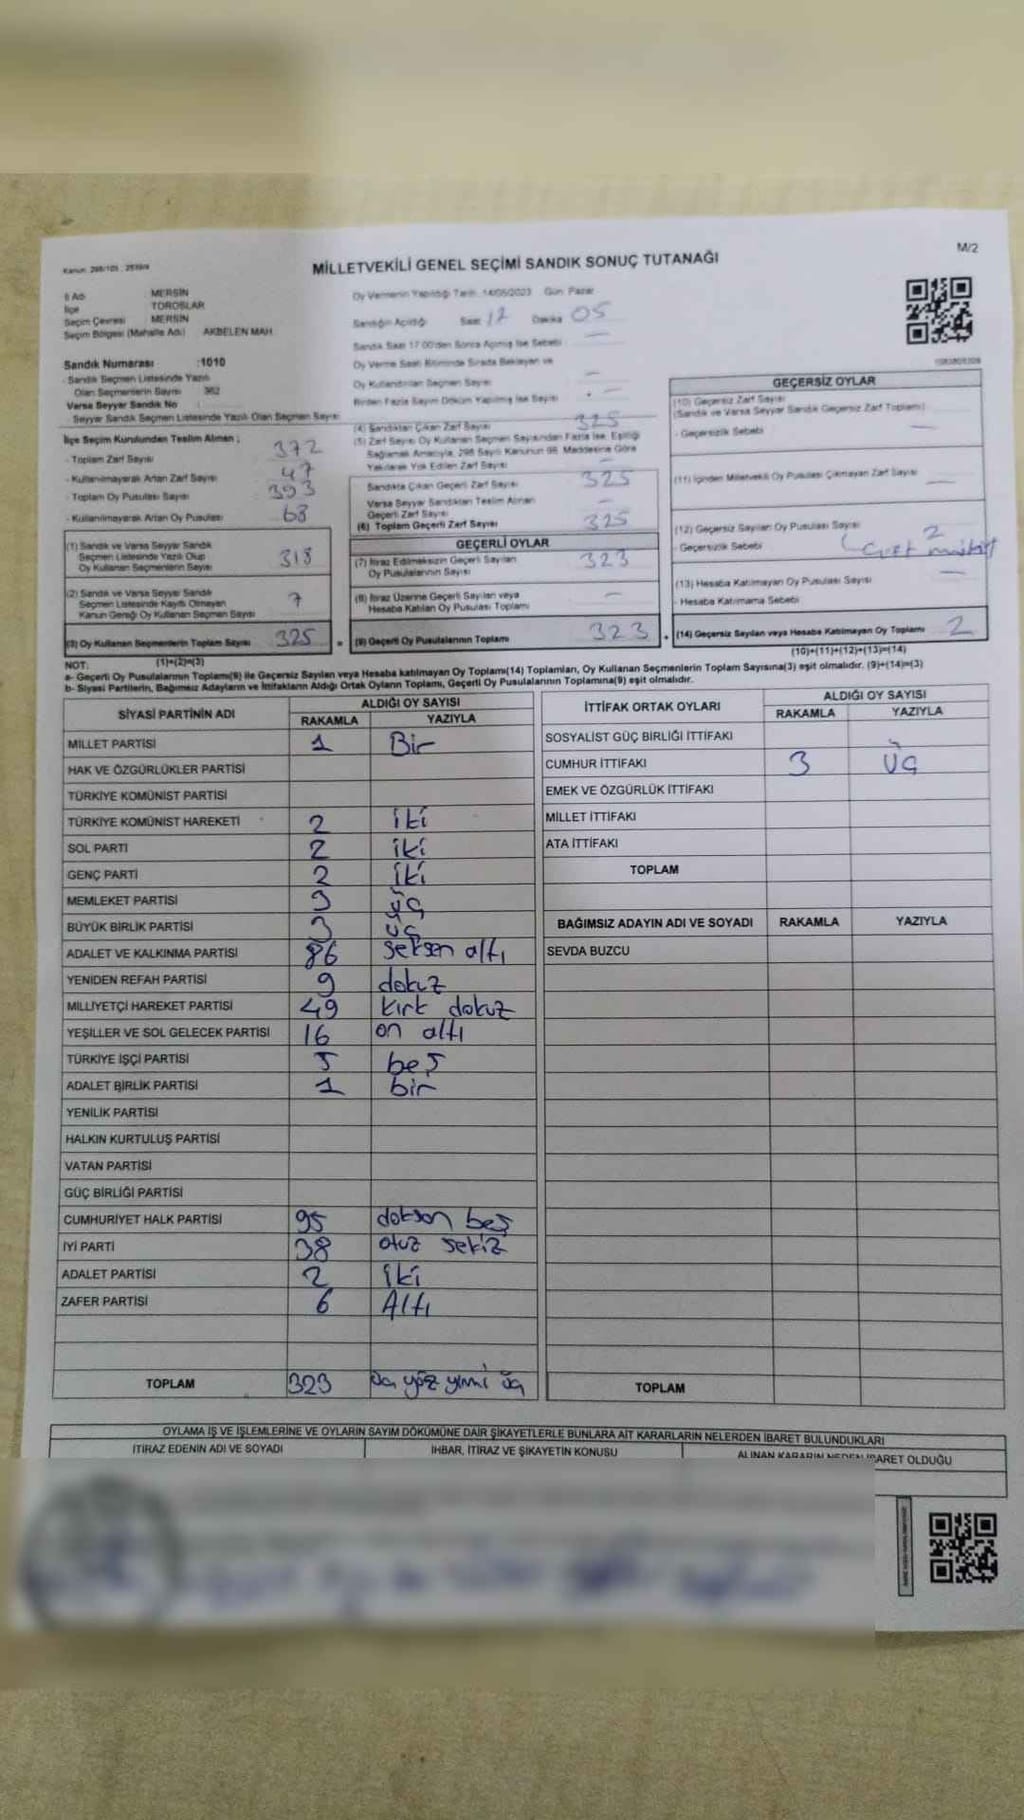 Kanun: 298/105 , 2839/
M/2
MİLLETVEKİLİ GENEL SEÇİMİ SANDIK SONUÇ TUTANAĞI
İl Adı MERSİN
İlçe TOROSLAR
Seçim Çevresi MERSİN
Seçim Bölgesi (Mahalle Adı) AKBELEN MAH.
Sandık Numarası :1010
Sandık Seçmen Listesinde Yazılı
Olan Seçmenlerin Sayısı 382
Varsa Seyyar Sandık No
Seyyar Sandık Seçmen Listesinde Yazılı Olan Seçmen Sayısı
İlçe Seçim Kurulundan Teslim Alınan ;
- Toplam Zarf Sayısı 372
- Kullanılmayarak Artan Zarf Sayısı 47
- Toplam Oy Pusulası Sayısı 393
- Kullanılmayarak Artan Oy Pusulası 68
(1) Sandık ve Varsa Seyyar Sandık
Seçmen Listesinde Yazılı Olup
Oy Kullanan Seçmenlerin Sayısı 318
(2) Sandık ve Varsa Seyyar Sandık
Seçmen Listesinde Kayıtlı Olmayan
Kanun Gereği Oy Kullanan Seçmen Sayısı 7
(3) Oy Kullanan Seçmenlerin Toplam Sayısı 325 =
(1)+(2)=(3)
Oy Vermenin Yapıldığı Tarih :14/05/2023 Gün: Pazar
Sandığın Açıldığı Saat 17 Dakika 05
Sandık Saat 17.00'den Sonra Açılmış İse Sebebi —
Oy Verme Saati Bitiminde Sırada Bekleyen ve
Oy Kullandırılan Seçmen Sayısı —
Birden Fazla Sayım Döküm Yapılmış İse Sayısı —
(4) Sandıktan Çıkan Zarf Sayısı 325
(5) Zarf Sayısı Oy Kullanan Seçmen Sayısından Fazla İse, Eşitliği
Sağlamak Amacıyla, 298 Sayılı Kanunun 98. Maddesine Göre
Yakılarak Yok Edilen Zarf Sayısı —
Sandıkta Çıkan Geçerli Zarf Sayısı 325
Varsa Seyyar Sandıktan Teslim Alınan
Geçerli Zarf Sayısı —
(6) Toplam Geçerli Zarf Sayısı 325
GEÇERLİ OYLAR
(7) İtiraz Edilmeksizin Geçerli Sayılan
Oy Pusulalarının Sayısı 323
(8) İtiraz Üzerine Geçerli Sayılan veya
Hesaba Katılan Oy Pusulası Toplamı —
(9) Geçerli Oy Pusulalarının Toplamı 323 +
GEÇERSİZ OYLAR
(10) Geçersiz Zarf Sayısı
(Sandık ve Varsa Seyyar Sandık Geçersiz Zarf Toplamı) —
- Geçersizlik Sebebi
(11) İçinden Milletvekili Oy Pusulası Çıkmayan Zarf Sayısı —
(12) Geçersiz Sayılan Oy Pusulası Sayısı 2
- Geçersizlik Sebebi
(13) Hesaba Katılmayan Oy Pusulası Sayısı —
- Hesaba Katılmama Sebebi
(14) Geçersiz Sayılan veya Hesaba Katılmayan Oy Toplamı 2
(10)+(11)+(12)+(13)=(14)
NOT:
a- Geçerli Oy Pusulalarının Toplamı(9) ile Geçersiz Sayılan veya Hesaba katılmayan Oy Toplamı(14) Toplamları, Oy Kullanan Seçmenlerin Toplam Sayısına(3) eşit olmalıdır. (9)+(14)=(3)
b- Siyasi Partilerin, Bağımsız Adayların ve İttifakların Aldığı Ortak Oyların Toplamı, Geçerli Oy Pusulalarının Toplamına(9) eşit olmalıdır.
SİYASİ PARTİNİN ADI ALDIĞI OY SAYISI
RAKAMLA YAZIYLA
MİLLET PARTİSİ 1 Bir
HAK VE ÖZGÜRLÜKLER PARTİSİ
TÜRKİYE KOMÜNİST PARTİSİ
TÜRKİYE KOMÜNİST HAREKETİ 2 iki
SOL PARTİ 2 iki
GENÇ PARTİ 2 iki
MEMLEKET PARTİSİ 3 üç
BÜYÜK BİRLİK PARTİSİ 3 üç
ADALET VE KALKINMA PARTİSİ 86 seksen altı
YENİDEN REFAH PARTİSİ 9 dokuz
MİLLİYETÇİ HAREKET PARTİSİ 49 kırk dokuz
YEŞİLLER VE SOL GELECEK PARTİSİ 16 on altı
TÜRKİYE İŞÇİ PARTİSİ 5 beş
ADALET BİRLİK PARTİSİ 1 bir
YENİLİK PARTİSİ
HALKIN KURTULUŞ PARTİSİ
VATAN PARTİSİ
GÜÇ BİRLİĞİ PARTİSİ
CUMHURİYET HALK PARTİSİ 95 doksan beş
İYİ PARTİ 38 otuz sekiz
ADALET PARTİSİ 2 iki
ZAFER PARTİSİ 6 Altı
TOPLAM 323 üç yüz yirmi üç
İTTİFAK ORTAK OYLARI ALDIĞI OY SAYISI
RAKAMLA YAZIYLA
SOSYALİST GÜÇ BİRLİĞİ İTTİFAKI
CUMHUR İTTİFAKI 3 üç
EMEK VE ÖZGÜRLÜK İTTİFAKI
MİLLET İTTİFAKI
ATA İTTİFAKI
TOPLAM
BAĞIMSIZ ADAYIN ADI VE SOYADI RAKAMLA YAZIYLA
SEVDA BUZCU
TOPLAM
OYLAMA İŞ VE İŞLEMLERİNE VE OYLARIN SAYIM DÖKÜMÜNE DAİR ŞİKAYETLERLE BUNLARA AİT KARARLARIN NELERDEN İBARET BULUNDUKLARI
İTİRAZ EDENİN ADI VE SOYADI İHBAR, İTİRAZ VE ŞİKAYETİN KONUSU ALINAN KARARIN NEDEN İBARET OLDUĞU